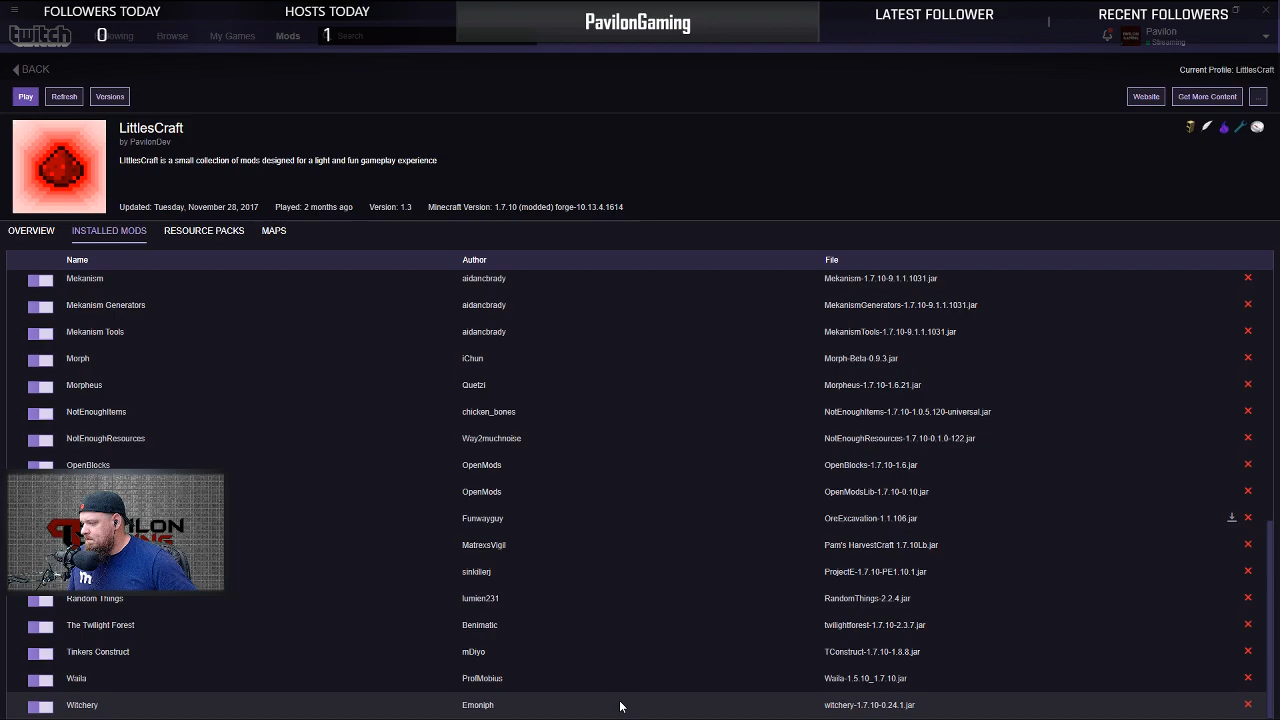 FOLLOWERS TODAY
HOSTS TODAY
PavilonGaming
LATEST FOLLOWER
RECENT FOLLOWERS
twitch
Following
Browse
My Games
Mods
Search
Pavilon
Streaming
0
1
BACK
Current Profile: LittlesCraft
Play
Refresh
Versions
Website
Get More Content
...
LittlesCraft
by PavilonDev
LIttlesCraft is a small collection of mods designed for a light and fun gameplay experience
Updated: Tuesday, November 28, 2017 Played: 2 months ago Version: 1.3 Minecraft Version: 1.7.10 (modded) forge-10.13.4.1614
OVERVIEW INSTALLED MODS RESOURCE PACKS MAPS
Name Author File
Mekanism aidancbrady Mekanism-1.7.10-9.1.1.1031.jar
Mekanism Generators aidancbrady MekanismGenerators-1.7.10-9.1.1.1031.jar
Mekanism Tools aidancbrady MekanismTools-1.7.10-9.1.1.1031.jar
Morph iChun Morph-Beta-0.9.3.jar
Morpheus Quetzi Morpheus-1.7.10-1.6.21.jar
NotEnoughItems chicken_bones NotEnoughItems-1.7.10-1.0.5.120-universal.jar
NotEnoughResources Way2muchnoise NotEnoughResources-1.7.10-0.1.0-122.jar
OpenBlocks OpenMods OpenBlocks-1.7.10-1.6.jar
OpenMods OpenModsLib-1.7.10-0.10.jar
Funwayguy OreExcavation-1.1.106.jar
MatrexsVigil Pam's HarvestCraft 1.7.10Lb.jar
sinkillerj ProjectE-1.7.10-PE1.10.1.jar
Random Things lumien231 RandomThings-2.2.4.jar
The Twilight Forest Benimatic twilightforest-1.7.10-2.3.7.jar
Tinkers Construct mDiyo TConstruct-1.7.10-1.8.8.jar
Waila ProfMobius Waila-1.5.10_1.7.10.jar
Witchery Emoniph witchery-1.7.10-0.24.1.jar